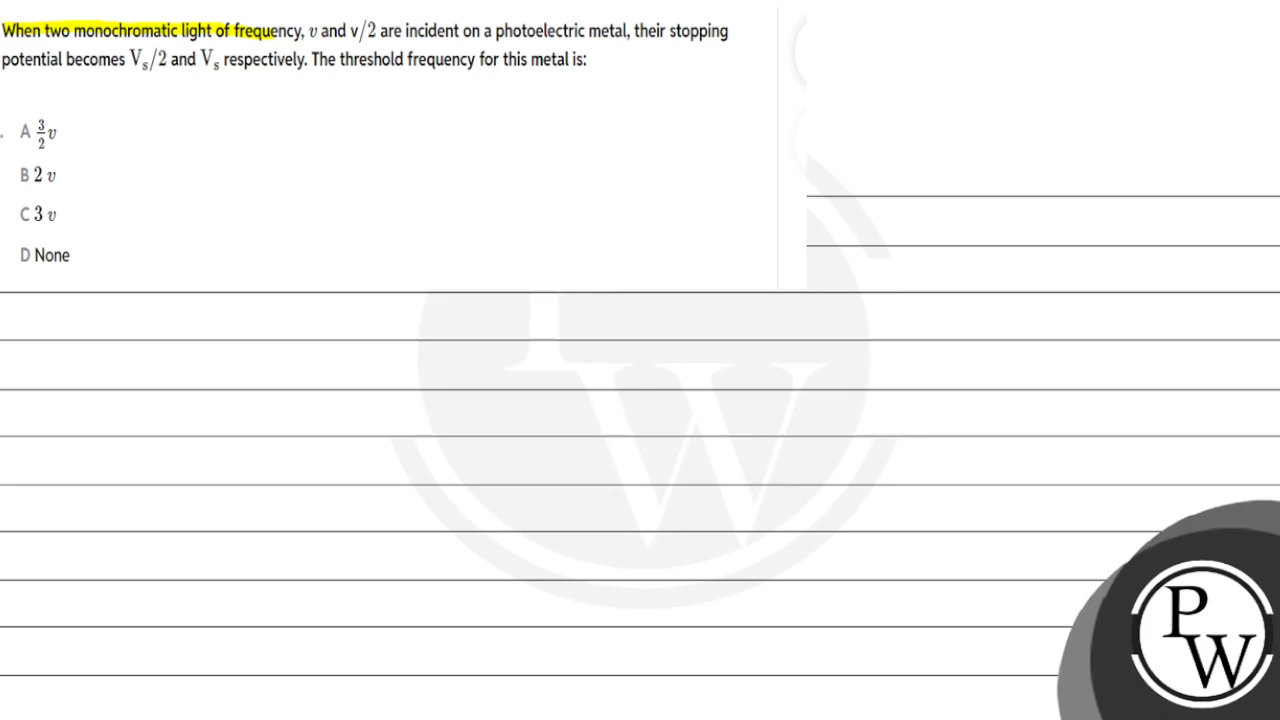 When two monochromatic light of frequency, υ and v/2 are incident on a photoelectric metal, their stopping
potential becomes Vₛ/2 and Vₛ respectively. The threshold frequency for this metal is:
. A 3/2 υ
B 2 υ
C 3 υ
D None
W
P
W